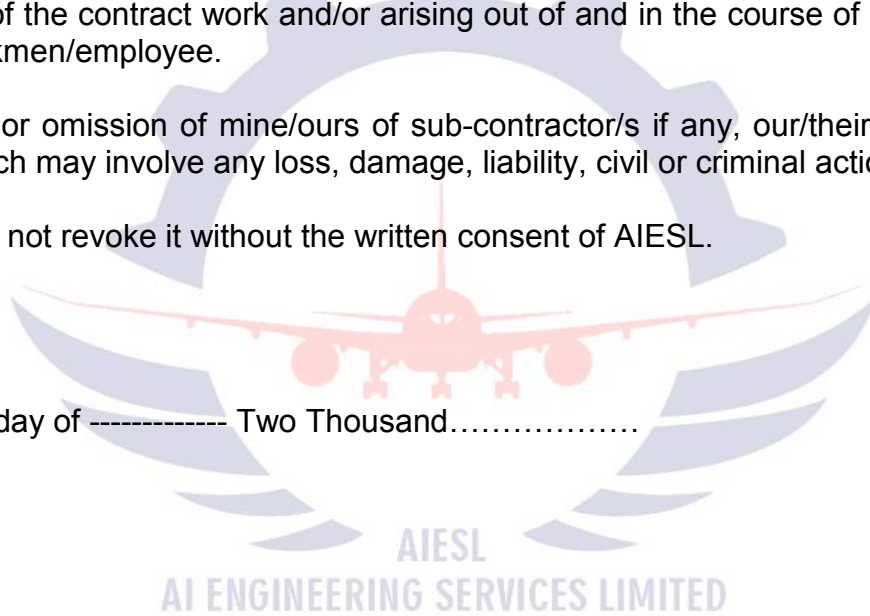 of the contract work and/or arising out of and in the course of
kmen/employee.
or omission of mine/ours of sub-contractor/s if any, our/their
ch may involve any loss, damage, liability, civil or criminal actio
not revoke it without the written consent of AIESL.
day of ------------- Two Thousand………………
AIESL
AI ENGINEERING SERVICES LIMITED